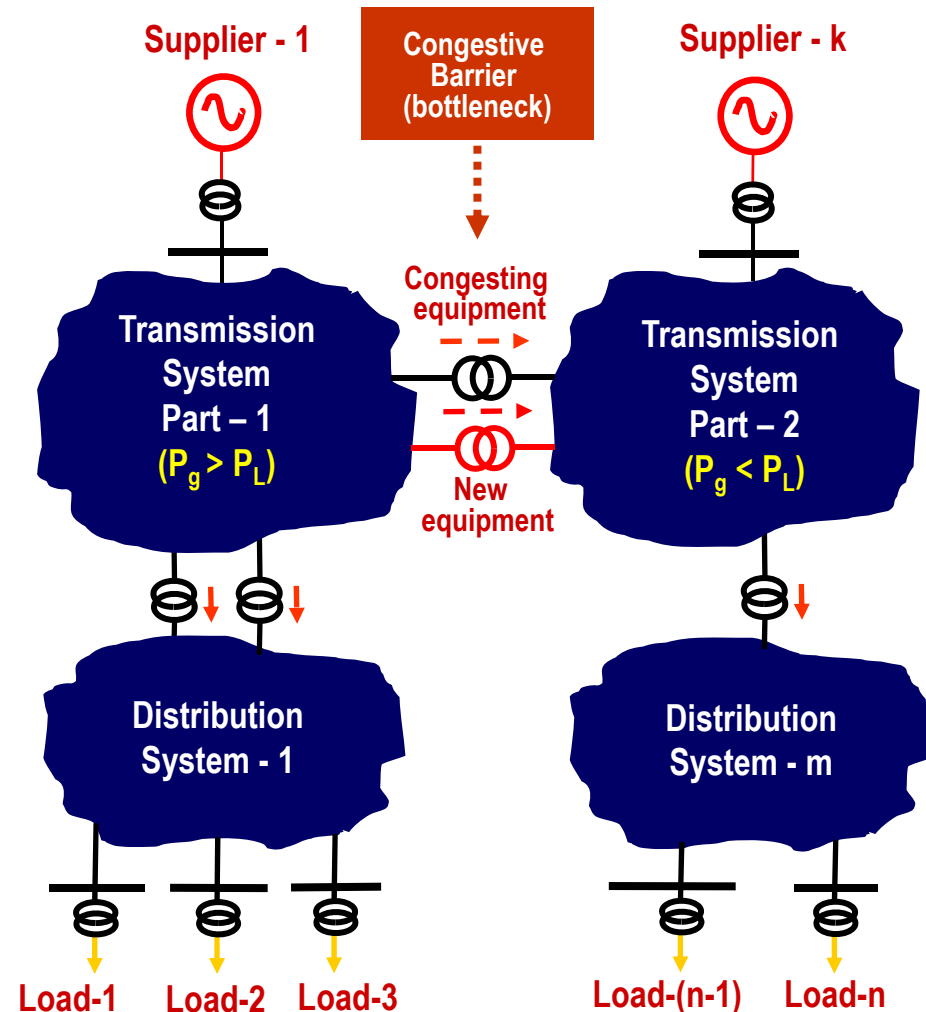 Supplier - 1
Congestive
Barrier
(bottleneck)
Supplier - k
Congesting
equipment
Transmission
System
Part – 1
(Pg > PL)
Transmission
System
Part – 2
(Pg < PL)
New
equipment
Distribution
System - 1
Distribution
System - m
Load-1
Load-2
Load-3
Load-(n-1)
Load-n